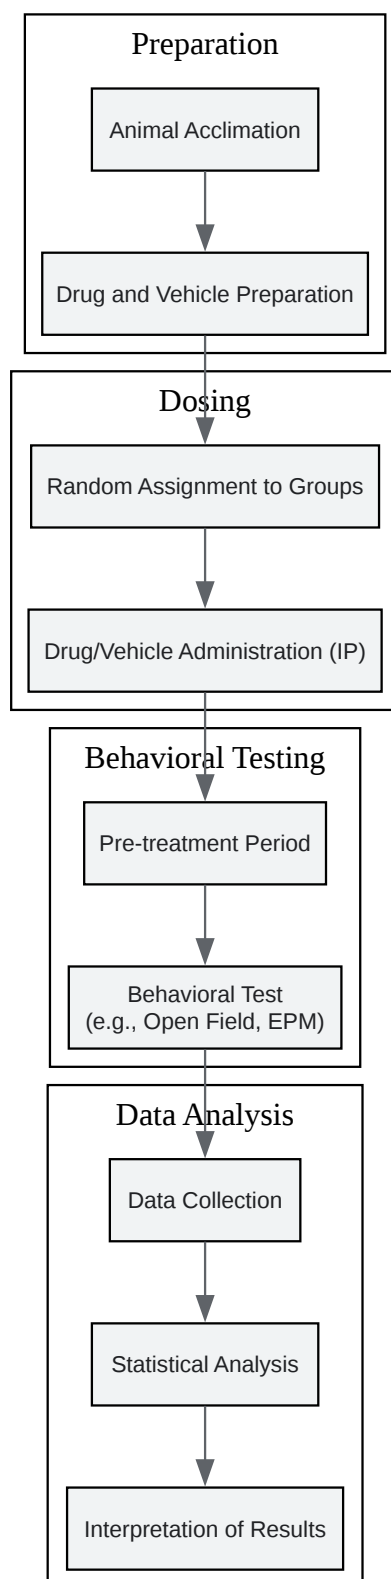 Preparation
Animal Acclimation
Drug and Vehicle Preparation
Dosing
Random Assignment to Groups
Drug/Vehicle Administration (IP)
Behavioral Testing
Pre-treatment Period
Behavioral Test
(e.g., Open Field, EPM)
Data Analysis
Data Collection
Statistical Analysis
Interpretation of Results